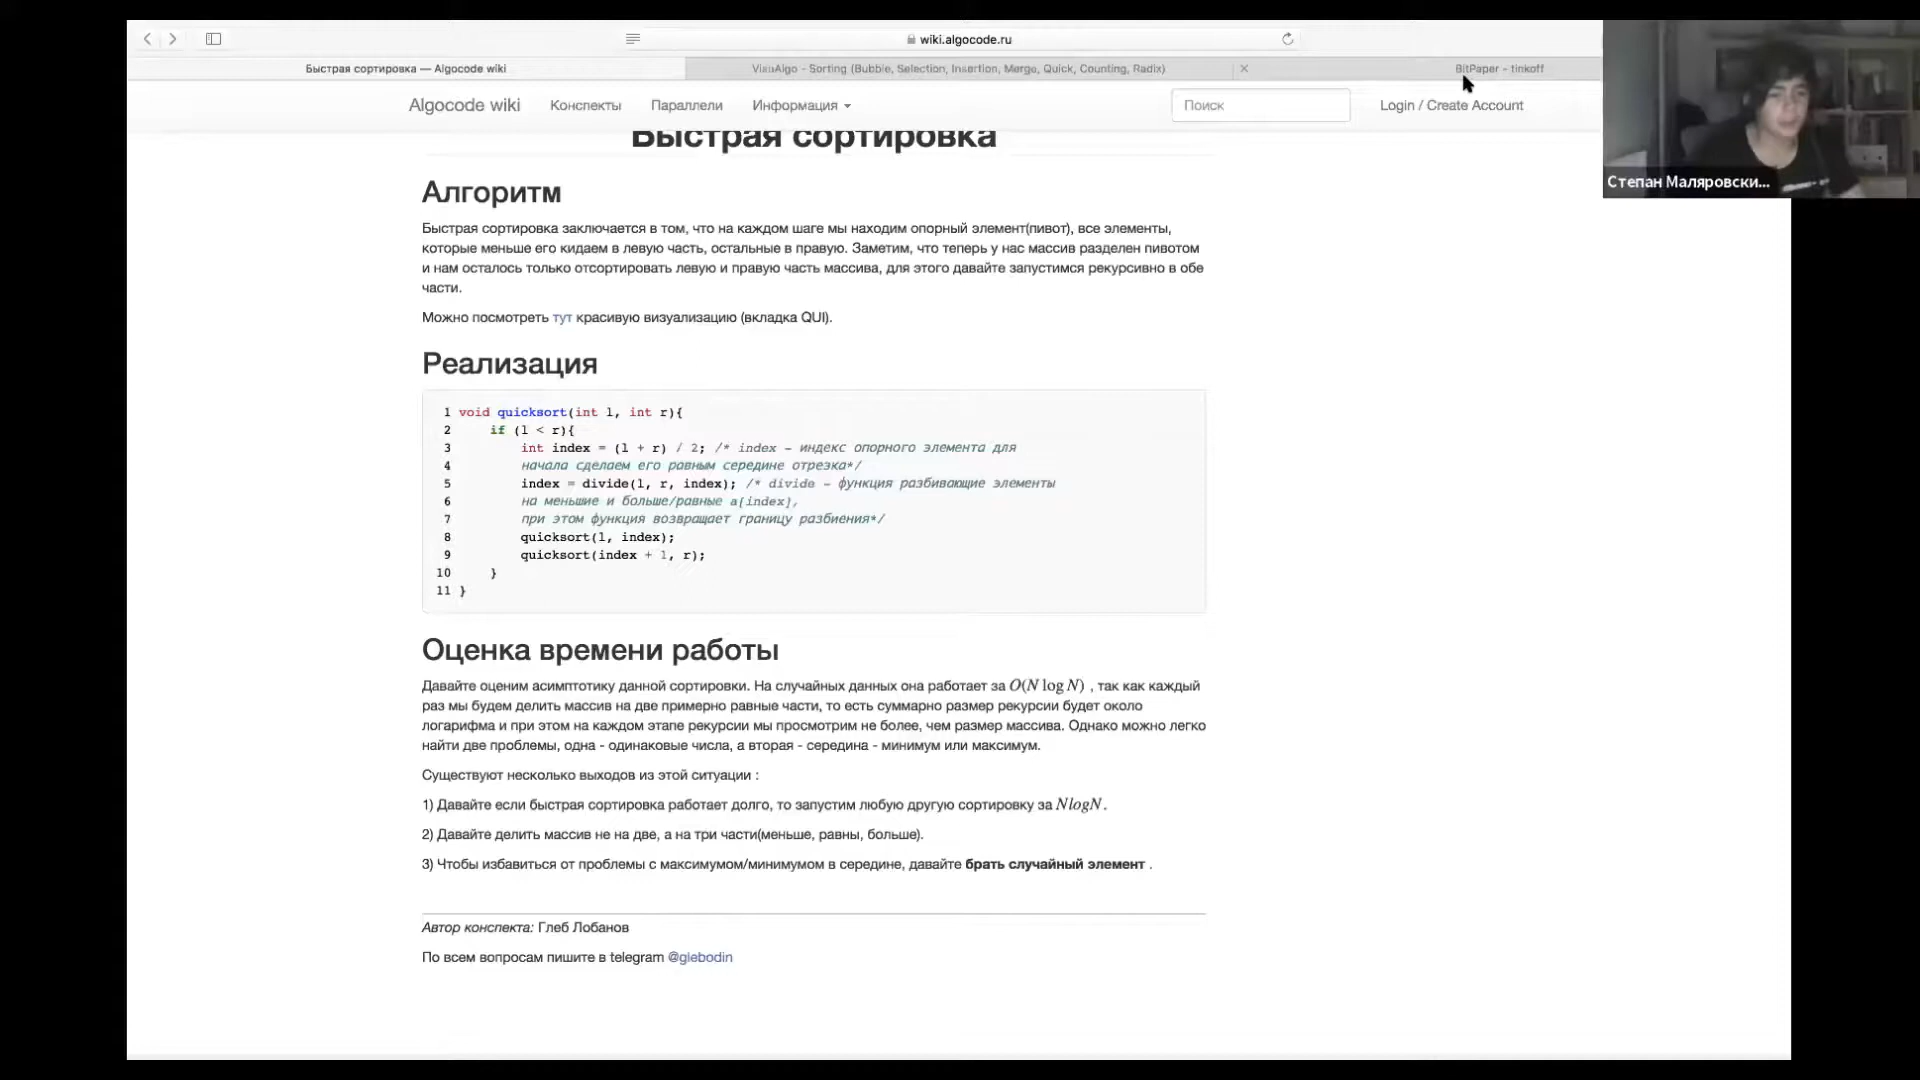 wiki.algocode.ru
Быстрая сортировка — Algocode wiki
VisuAlgo - Sorting (Bubble, Selection, Insertion, Merge, Quick, Counting, Radix)
BitPaper - tinkoff
Algocode wiki
Конспекты
Параллели
Информация
Поиск
Login / Create Account
Быстрая сортировка
Степан Маляровски...
Алгоритм
Быстрая сортировка заключается в том, что на каждом шаге мы находим опорный элемент(пивот), все элементы,
которые меньше его кидаем в левую часть, остальные в правую. Заметим, что теперь у нас массив разделен пивотом
и нам осталось только отсортировать левую и правую часть массива, для этого давайте запустимся рекурсивно в обе
части.
Можно посмотреть тут красивую визуализацию (вкладка QUI).
Реализация
1 void quicksort(int l, int r){
2 if (l < r){
3 int index = (l + r) / 2; /* index - индекс опорного элемента для
4 начала сделаем его равным середине отрезка*/
5 index = divide(l, r, index); /* divide - функция разбивающие элементы
6 на меньшие и больше/равные a[index],
7 при этом функция возвращает границу разбиения*/
8 quicksort(l, index);
9 quicksort(index + 1, r);
10 }
11 }
Оценка времени работы
Давайте оценим асимптотику данной сортировки. На случайных данных она работает за O(N log N) , так как каждый
раз мы будем делить массив на две примерно равные части, то есть суммарно размер рекурсии будет около
логарифма и при этом на каждом этапе рекурсии мы просмотрим не более, чем размер массива. Однако можно легко
найти две проблемы, одна - одинаковые числа, а вторая - середина - минимум или максимум.
Существуют несколько выходов из этой ситуации :
1) Давайте если быстрая сортировка работает долго, то запустим любую другую сортировку за NlogN.
2) Давайте делить массив не на две, а на три части(меньше, равны, больше).
3) Чтобы избавиться от проблемы с максимумом/минимумом в середине, давайте брать случайный элемент .
Автор конспекта: Глеб Лобанов
По всем вопросам пишите в telegram @glebodin